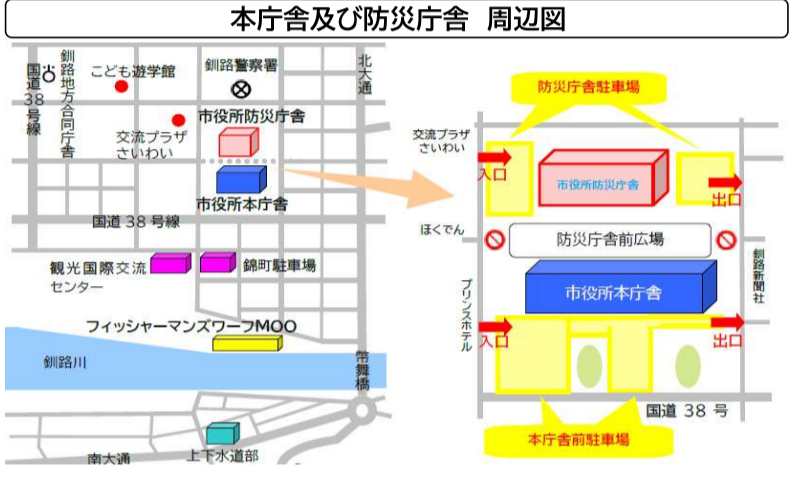 本庁舎及び防災庁舎 周辺図
国道38号線
釧路地方合同庁舎
こども遊学館
釧路警察署
北大通
市役所防災庁舎
交流プラザ
さいわい
市役所本庁舎
国道 38 号線
観光国際交流
センター
錦町駐車場
フィッシャーマンズワーフMOO
釧路川
幣舞橋
南大通
上下水道部
防災庁舎駐車場
交流プラザ
さいわい
入口
市役所防災庁舎
出口
ほくでん
防災庁舎前広場
釧路新聞社
市役所本庁舎
プリンスホテル
入口
出口
国道 38 号
本庁舎前駐車場